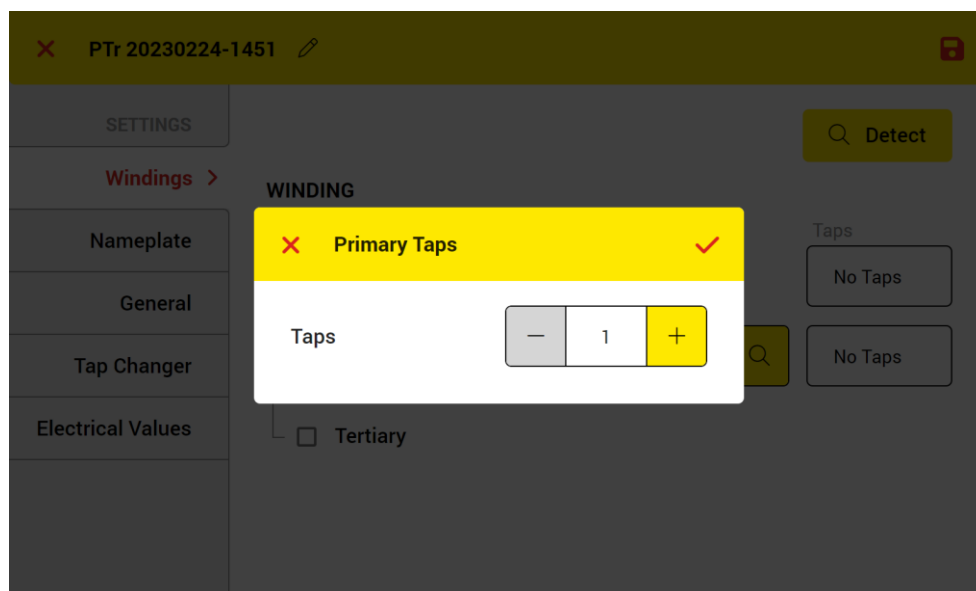 PTr 20230224-1451
SETTINGS
Detect
Windings
WINDING
Nameplate
Primary Taps
Taps
No Taps
General
Taps
1
Tap Changer
No Taps
Electrical Values
Tertiary